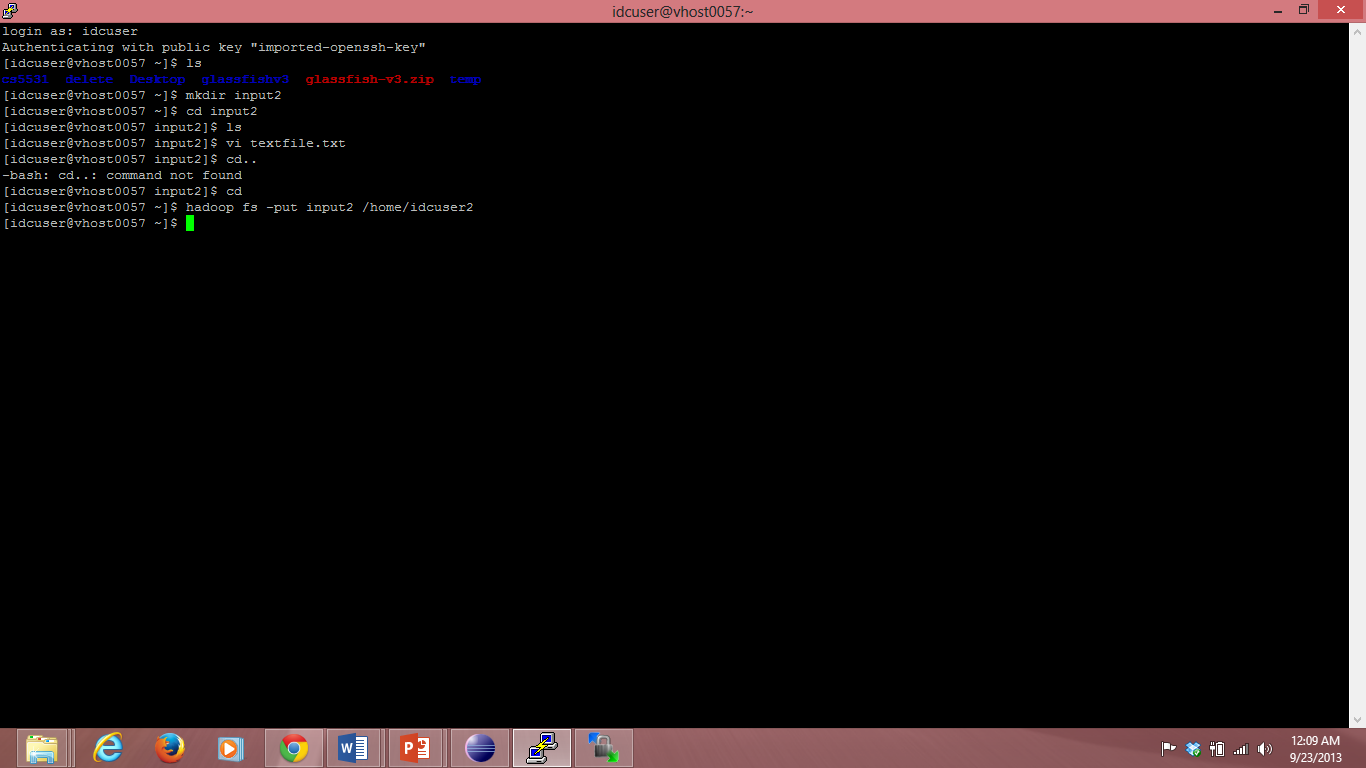 idcuser@vhost0057:~
login as: idcuser
Authenticating with public key "imported-openssh-key"
[idcuser@vhost0057 ~]$ ls
cs5531  delete  Desktop  glassfishv3  glassfish-v3.zip  temp
[idcuser@vhost0057 ~]$ mkdir input2
[idcuser@vhost0057 ~]$ cd input2
[idcuser@vhost0057 input2]$ ls
[idcuser@vhost0057 input2]$ vi textfile.txt
[idcuser@vhost0057 input2]$ cd..
-bash: cd..: command not found
[idcuser@vhost0057 input2]$ cd
[idcuser@vhost0057 ~]$ hadoop fs -put input2 /home/idcuser2
[idcuser@vhost0057 ~]$
12:09 AM
9/23/2013